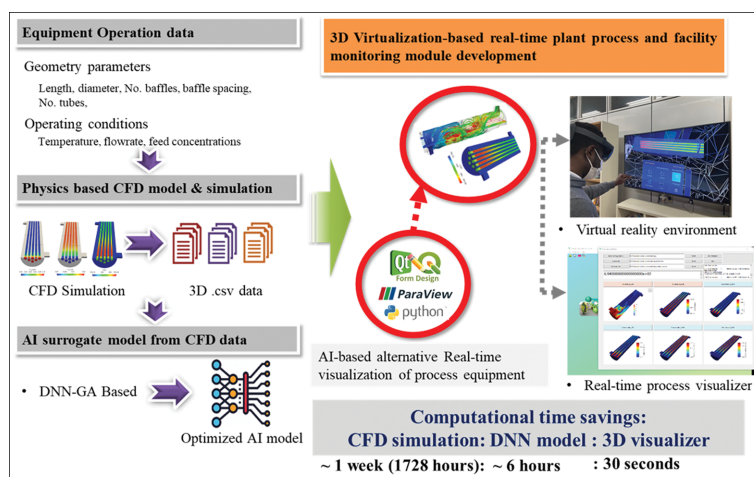 Equipment Operation data
Geometry parameters
Length, diameter, No. baffles, baffle spacing,
No. tubes,
Operating conditions
Temperature, flowrate, feed concentrations
Physics based CFD model & simulation
CFD Simulation
3D .csv data
AI surrogate model from CFD data
• DNN-GA Based
Optimized AI model
3D Virtualization-based real-time plant process and facility
monitoring module development
Qt
Form Design
ParaView
python
AI-based alternative Real-time
visualization of process equipment
• Virtual reality environment
• Real-time process visualizer
Computational time savings:
CFD simulation: DNN model : 3D visualizer
~ 1 week (1728 hours): ~ 6 hours : 30 seconds